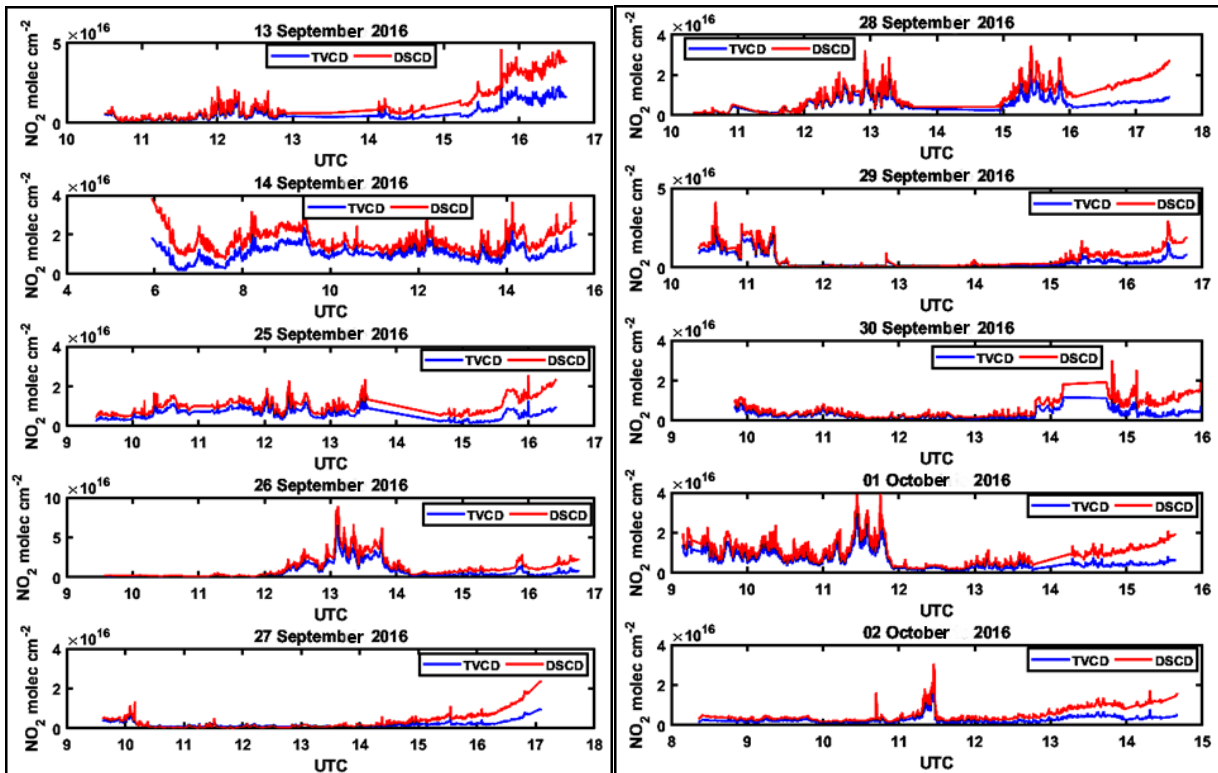 13 September 2016
×10^16
NO2 molec cm^-2
5
0
TVCD DSCD
10 11 12 13 14 15 16 17
UTC
14 September 2016
×10^16
NO2 molec cm^-2
4
2
0
TVCD DSCD
4 6 8 10 12 14 16
UTC
25 September 2016
×10^16
NO2 molec cm^-2
4
2
0
TVCD DSCD
9 10 11 12 13 14 15 16 17
UTC
26 September 2016
×10^16
NO2 molec cm^-2
10
5
0
TVCD DSCD
9 10 11 12 13 14 15 16 17
UTC
27 September 2016
×10^16
NO2 molec cm^-2
4
2
0
TVCD DSCD
9 10 11 12 13 14 15 16 17 18
UTC
28 September 2016
×10^16
NO2 molec cm^-2
4
2
0
TVCD DSCD
10 11 12 13 14 15 16 17 18
UTC
29 September 2016
×10^16
NO2 molec cm^-2
5
0
TVCD DSCD
10 11 12 13 14 15 16 17
UTC
30 September 2016
×10^16
NO2 molec cm^-2
4
2
0
TVCD DSCD
9 10 11 12 13 14 15 16
UTC
01 October 2016
×10^16
NO2 molec cm^-2
4
2
0
TVCD DSCD
8 9 10 11 12 13 14 15 16
UTC
02 October 2016
×10^16
NO2 molec cm^-2
4
2
0
TVCD DSCD
8 9 10 11 12 13 14 15
UTC